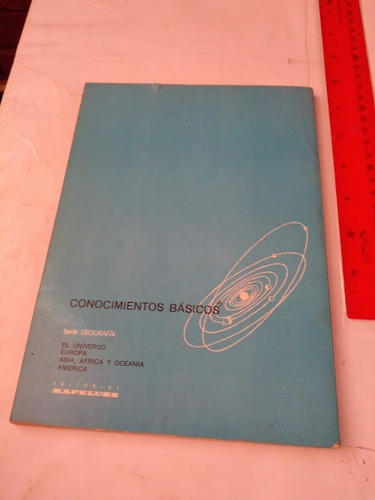 CONOCIMIENTOS BÁSICOS
Serie: GEOGRAFÍA
EL UNIVERSO
EUROPA
ASIA, AFRICA Y OCEANIA
AMERICA
EDITORIAL
KAPELUSZ